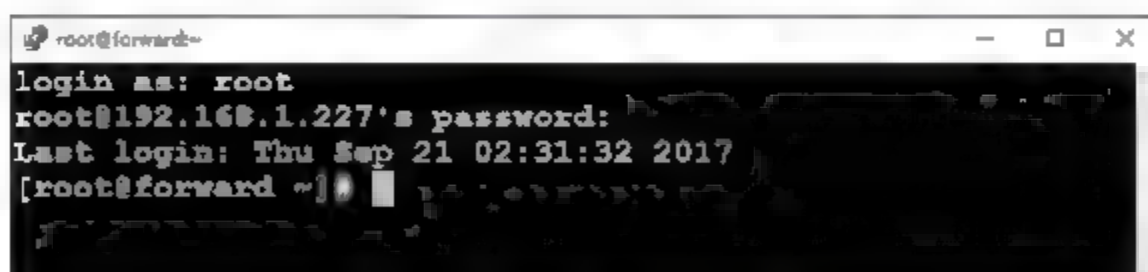 root@forward:~
login as: root
root@192.168.1.227's password:
Last login: Thu Sep 21 02:31:32 2017
[root@forward ~]#